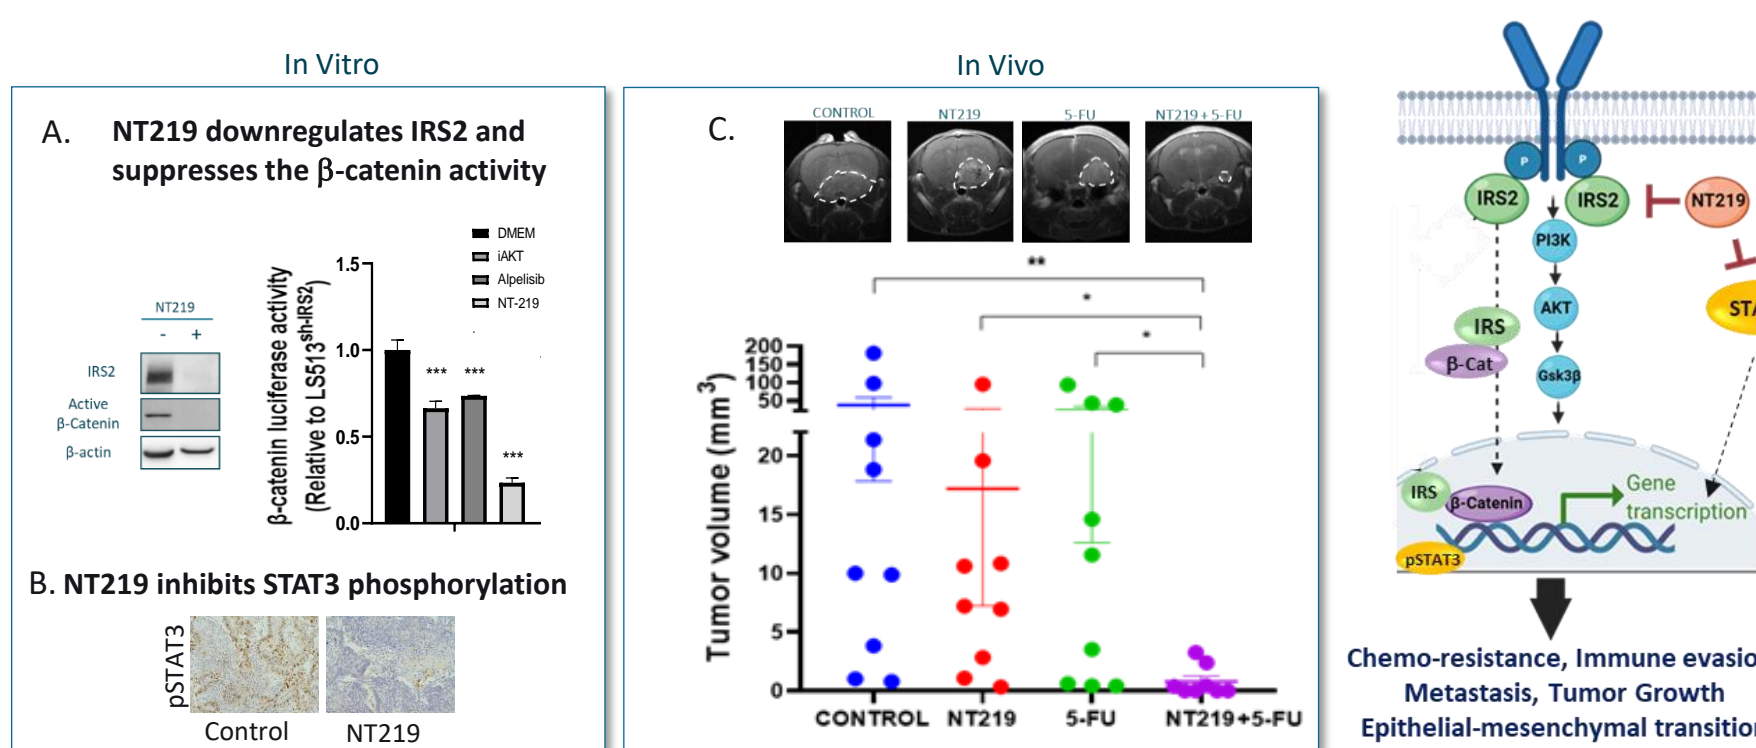 In Vitro
A. NT219 downregulates IRS2 and
suppresses the β-catenin activity
NT219
- +
IRS2
Active
β-Catenin
β-actin
β-catenin luciferase activity
(Relative to LS513sh-IRS2)
1.5
1.0
0.5
0.0
DMEM
iAKT
Alpelisib
NT-219
*** *** ***
B. NT219 inhibits STAT3 phosphorylation
pSTAT3
Control NT219
In Vivo
C.
CONTROL NT219 5-FU NT219 + 5-FU
**
*
*
Tumor volume (mm3)
200
150
100
50
20
15
10
5
0
CONTROL NT219 5-FU NT219+5-FU
P P
IRS2 IRS2 NT219
PI3K
AKT
STA
IRS
β-Cat
Gsk3β
IRS
β-Catenin
Gene
transcription
pSTAT3
Chemo-resistance, Immune evasio
Metastasis, Tumor Growth
Epithelial-mesenchymal transition